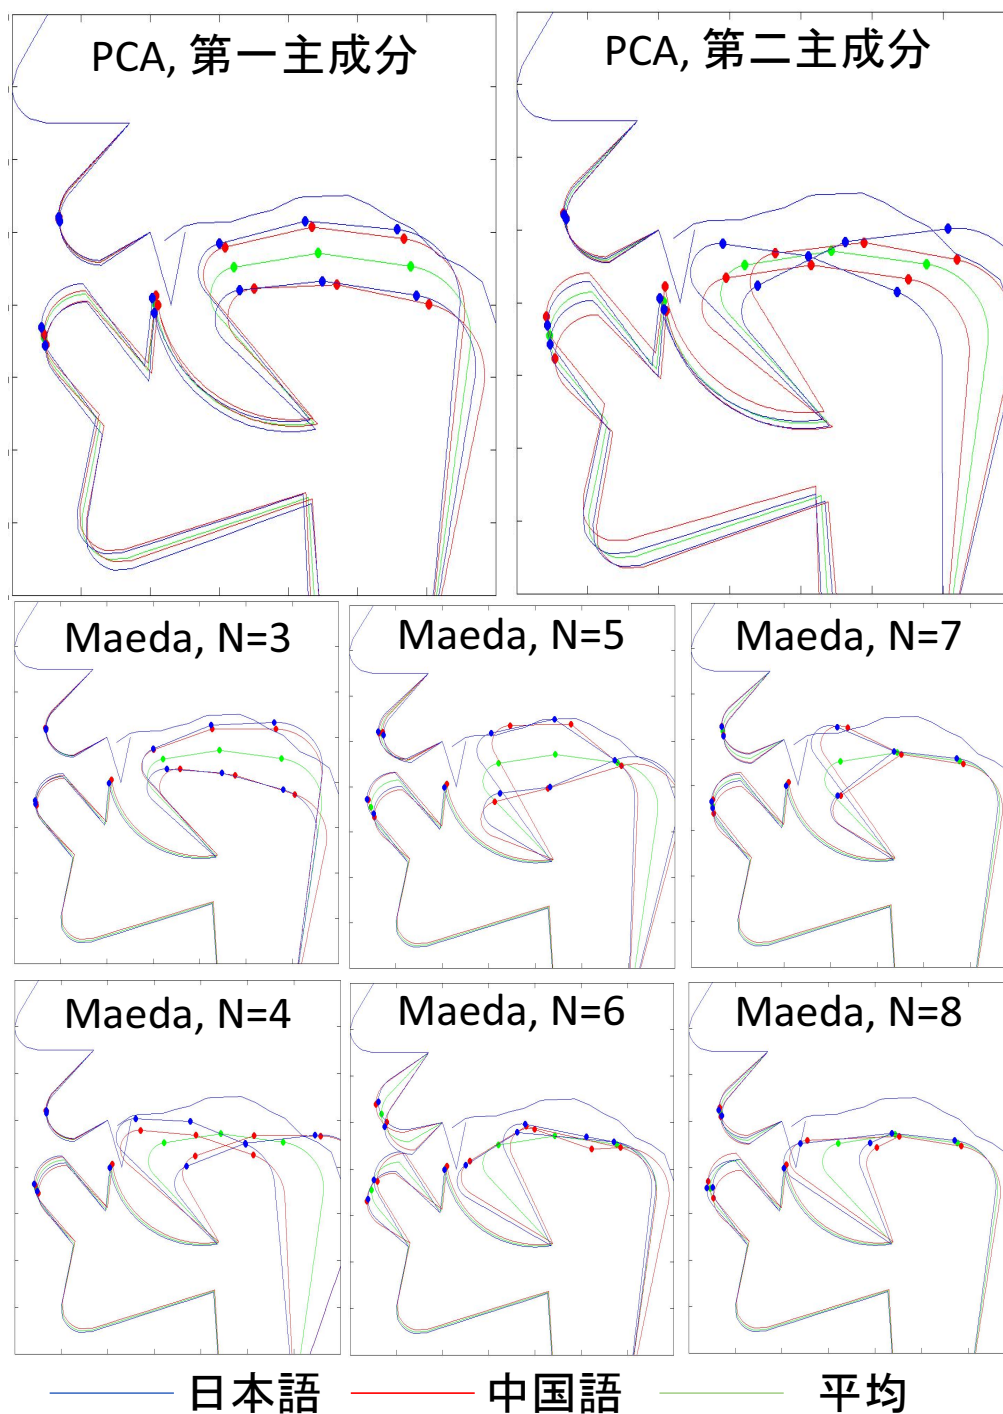 PCA, 第一主成分
PCA, 第二主成分
Maeda, N=3
Maeda, N=5
Maeda, N=7
Maeda, N=4
Maeda, N=6
Maeda, N=8
日本語 中国語 平均